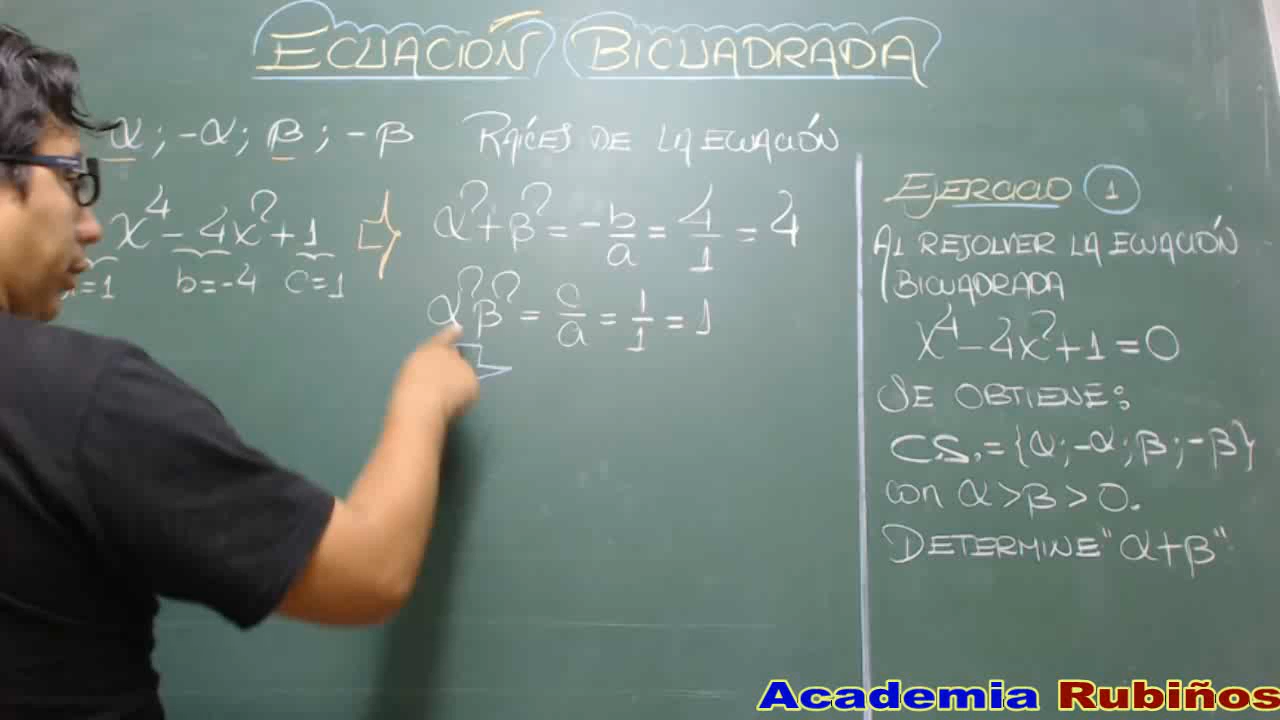 ECUACIÓN BICUADRADA
α ; -α ; β ; -β RAÍCES DE LA ECUACIÓN
x⁴ - 4x² + 1
a=1 b=-4 c=1
α² + β² = -b/a = 4/1 = 4
α²β² = c/a = 1/1 = 1
EJERCICIO 1
AL RESOLVER LA ECUACIÓN
BICUADRADA
x⁴ - 4x² + 1 = 0
SE OBTIENE:
C.S. = {α ; -α ; β ; -β}
con α > β > 0.
DETERMINE "α+β"
Academia Rubiños